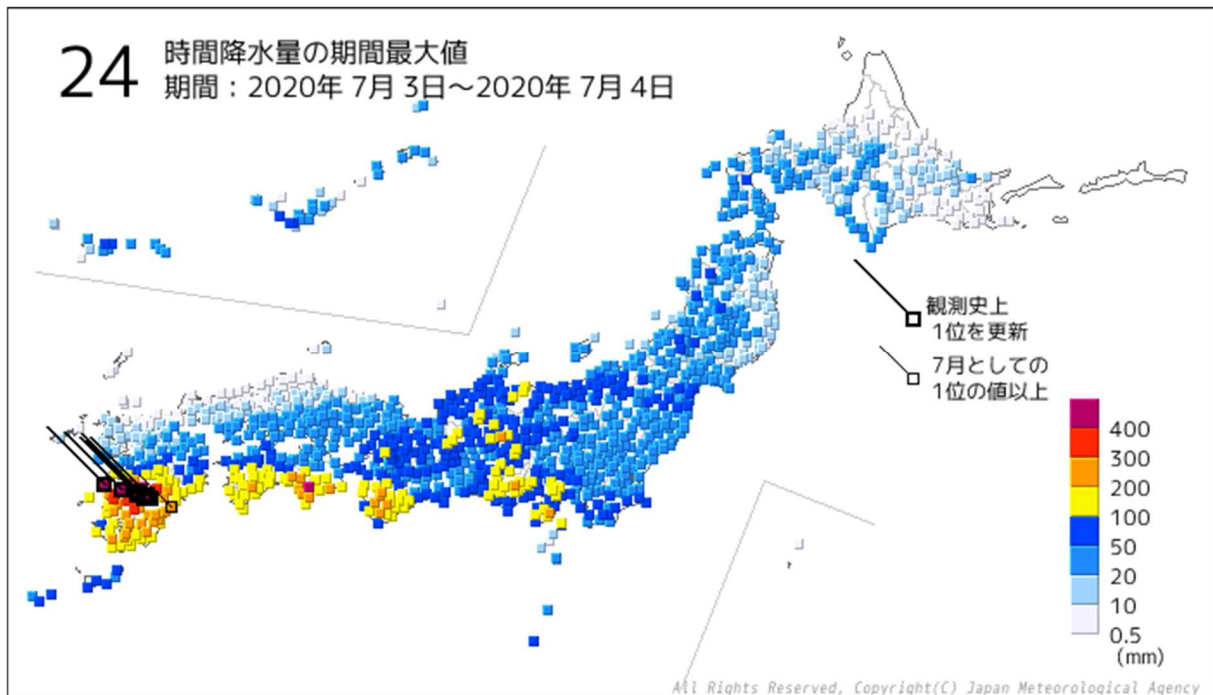 24
時間降水量の期間最大値
期間：2020年 7月 3日～2020年 7月 4日
観測史上
1位を更新
7月としての
1位の値以上
400
300
200
100
50
20
10
0.5
(mm)
All Rights Reserved, Copyright(C) Japan Meteorological Agency